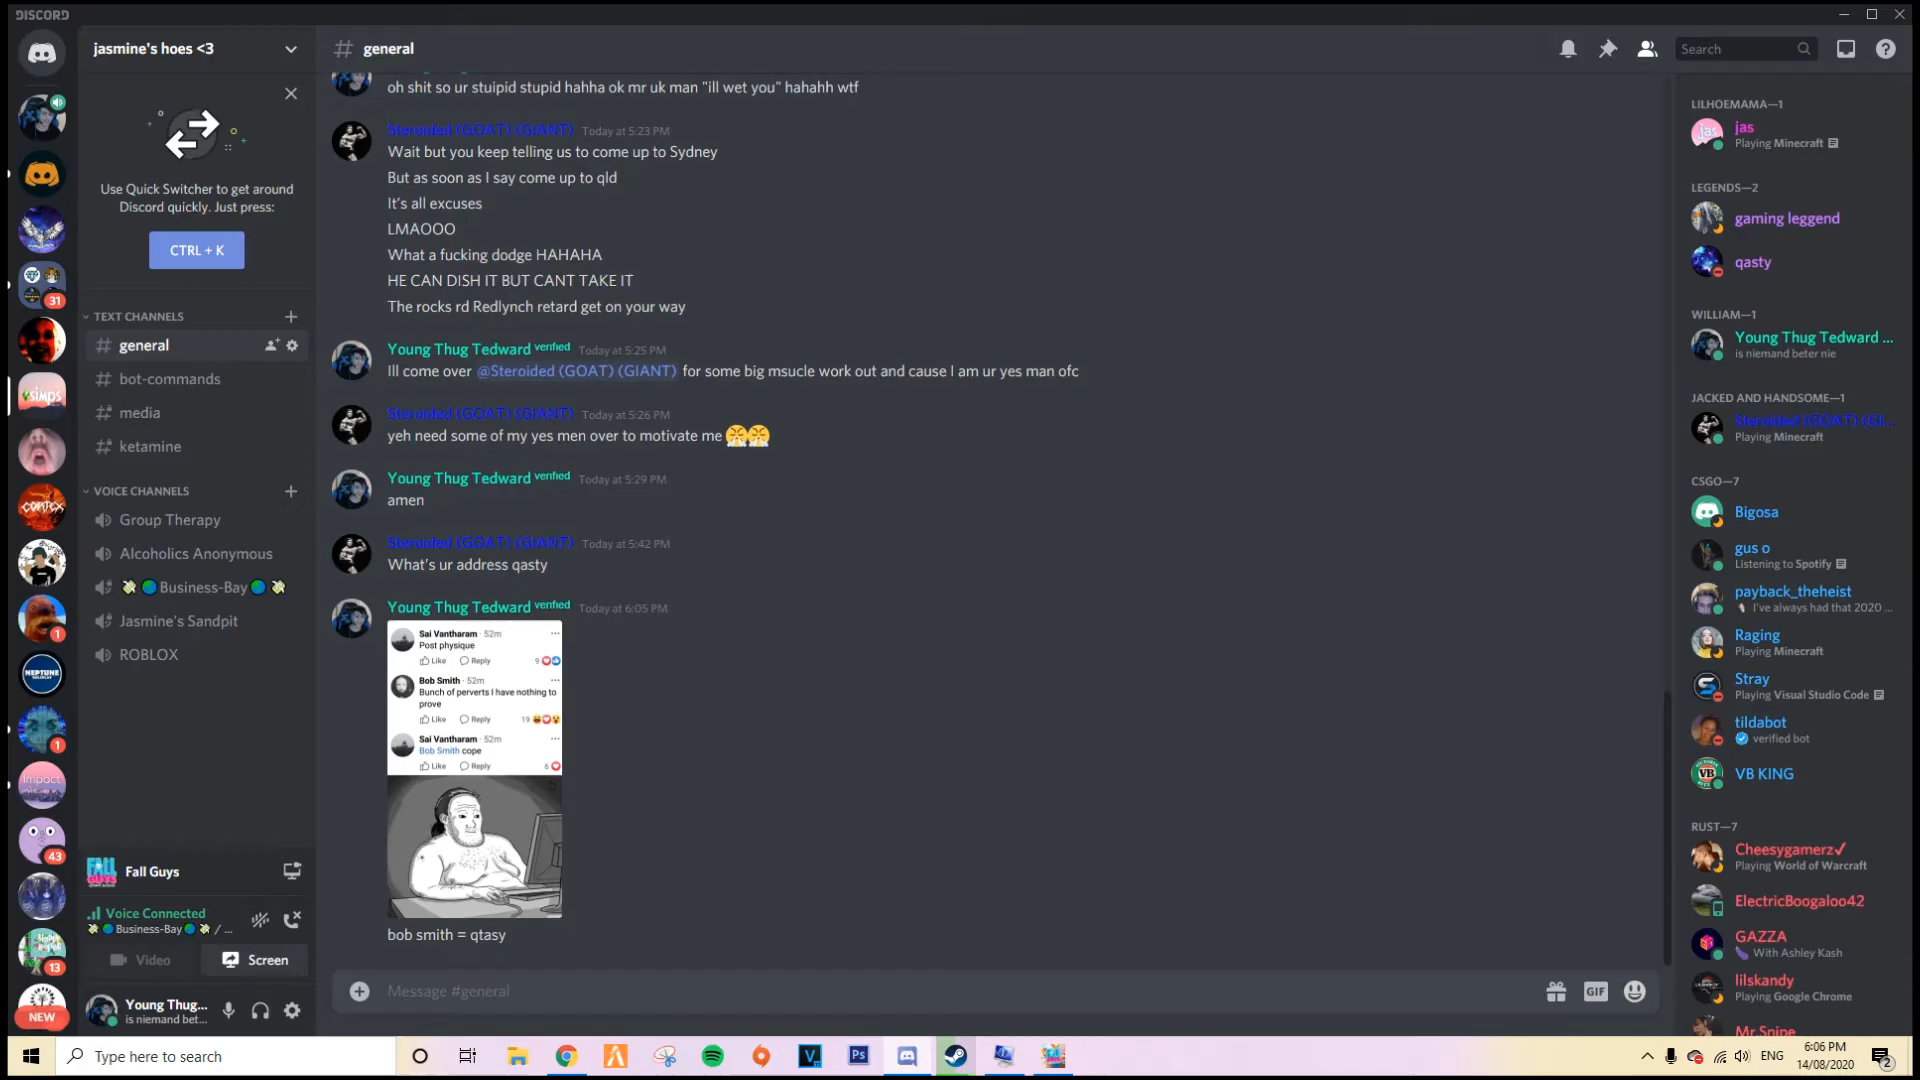 DISCORD
jasmine's hoes <3
Use Quick Switcher to get around
Discord quickly. Just press:
CTRL + K
TEXT CHANNELS
general
bot-commands
media
ketamine
VOICE CHANNELS
Group Therapy
Alcoholics Anonymous
Business-Bay
Jasmine's Sandpit
ROBLOX
Fall Guys
Voice Connected
Business-Bay / ...
Video
Screen
Young Thug...
is niemand bet...
simps
CORTEX
NEPTUNE
Impact
31
1
1
43
13
NEW
# general
Search
oh shit so ur stuipid stupid hahha ok mr uk man "ill wet you" hahahh wtf
Steroided (GOAT) (GIANT) Today at 5:23 PM
Wait but you keep telling us to come up to Sydney
But as soon as I say come up to qld
It's all excuses
LMAOOO
What a fucking dodge HAHAHA
HE CAN DISH IT BUT CANT TAKE IT
The rocks rd Redlynch retard get on your way
Young Thug Tedward verified Today at 5:25 PM
Ill come over @Steroided (GOAT) (GIANT) for some big msucle work out and cause I am ur yes man ofc
Steroided (GOAT) (GIANT) Today at 5:26 PM
yeh need some of my yes men over to motivate me
Young Thug Tedward verified Today at 5:29 PM
amen
Steroided (GOAT) (GIANT) Today at 5:42 PM
What's ur address qasty
Young Thug Tedward verified Today at 6:05 PM
Sai Vantharam · 52m
Post physique
Like Reply 9
Bob Smith · 52m
Bunch of perverts I have nothing to
prove
Like Reply 19
Sai Vantharam · 52m
Bob Smith cope
Like Reply 6
bob smith = qtasy
Message #general
GIF
LILHOEMAMA—1
jas
jas
Playing Minecraft
LEGENDS—2
gaming leggend
qasty
WILLIAM—1
Young Thug Tedward ...
is niemand beter nie
JACKED AND HANDSOME—1
Steroided (GOAT) (GI...
Playing Minecraft
CSGO—7
Bigosa
gus o
Listening to Spotify
payback_theheist
I've always had that 2020 ...
Raging
Playing Minecraft
Stray
Playing Visual Studio Code
tildabot
verified bot
VB
VB KING
RUST—7
Cheesygamerz✓
Playing World of Warcraft
ElectricBoogaloo42
GAZZA
With Ashley Kash
lilskandy
Playing Google Chrome
Mr.Snipe
Type here to search
V
Ps
ENG
6:06 PM
14/08/2020
2